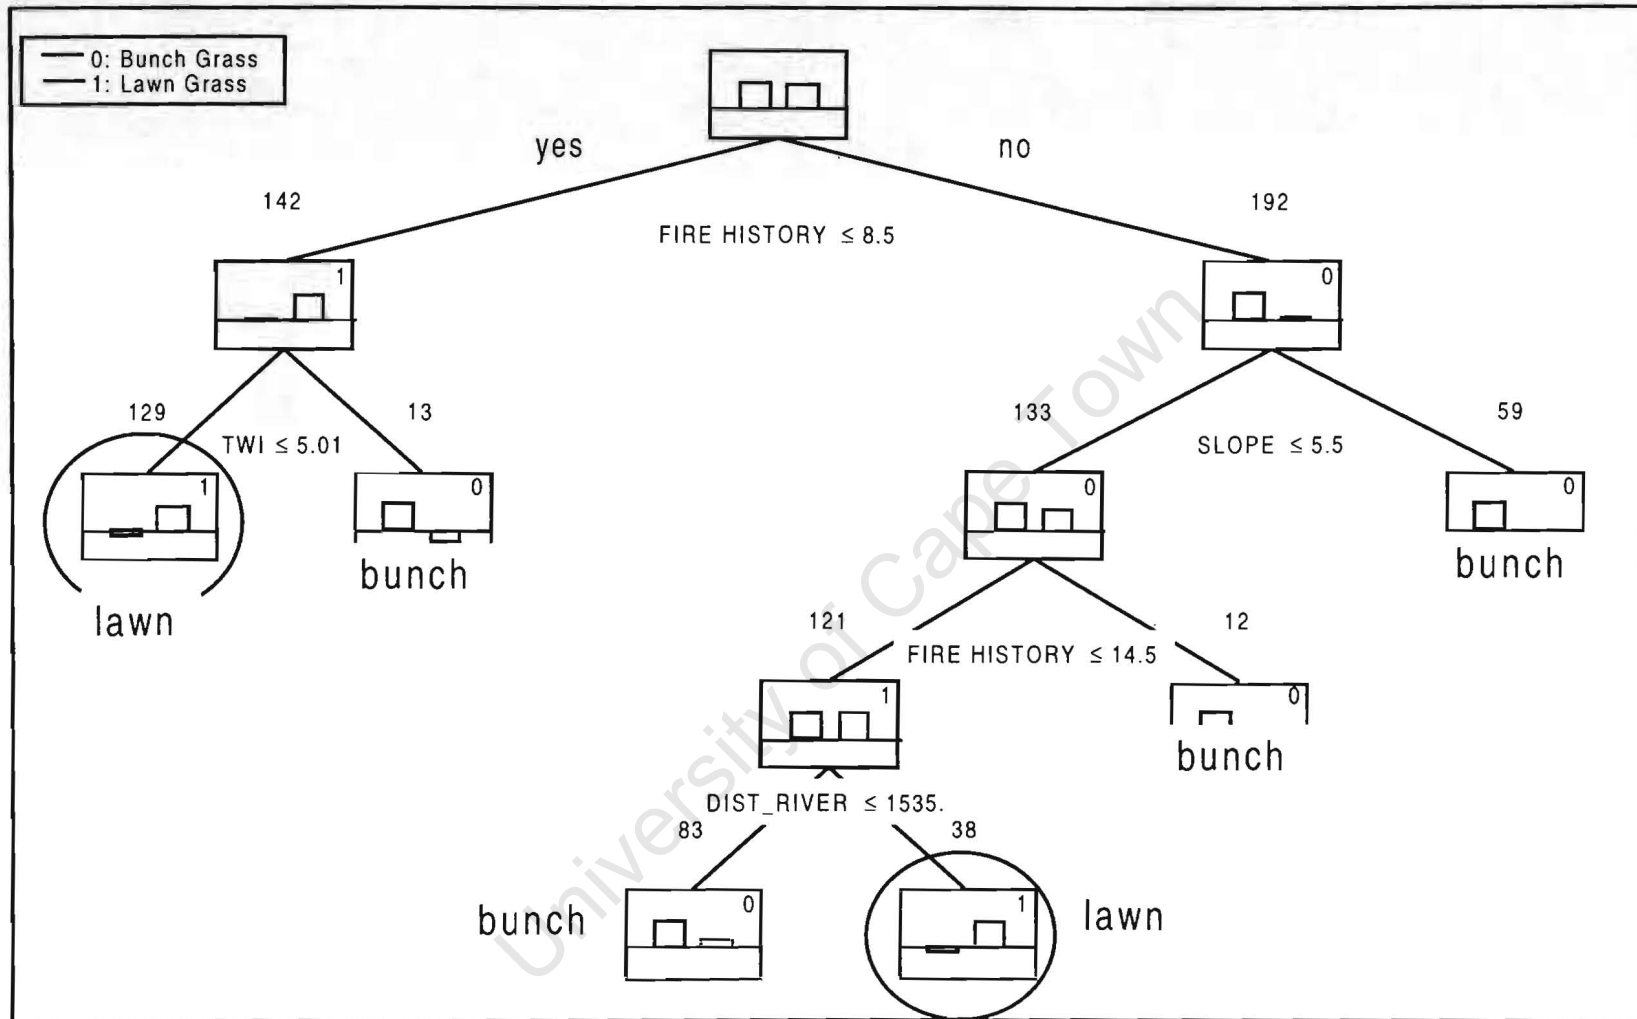 0: Bunch Grass
1: Lawn Grass
yes
no
142
192
FIRE HISTORY ≤ 8.5
1
0
129
13
133
59
TWI ≤ 5.01
SLOPE ≤ 5.5
1
0
0
0
lawn
bunch
bunch
121
12
FIRE HISTORY ≤ 14.5
1
0
bunch
DIST_RIVER ≤ 1535.
83
38
bunch
0
1
lawn
University of Cape Town